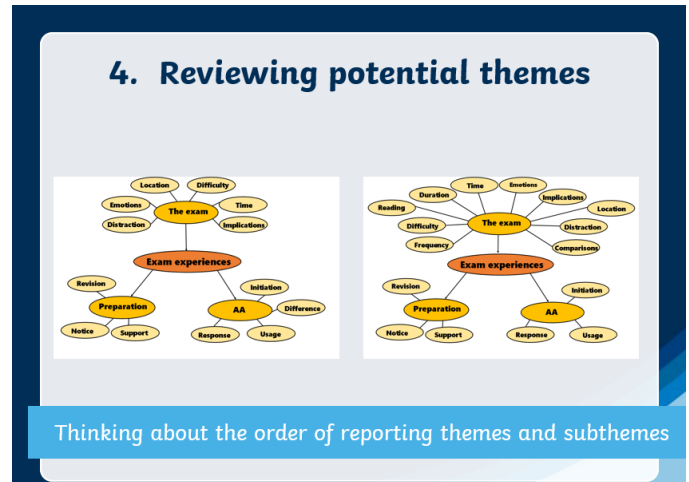 4. Reviewing potential themes
Location
Difficulty
Emotions
The exam
Time
Distraction
Implications
Exam experiences
Revision
Initiation
Preparation
AA
Difference
Notice
Support
Response
Usage
Time
Emotions
Duration
Implications
Reading
Location
The exam
Difficulty
Distraction
Frequency
Comparisons
Exam experiences
Revision
Initiation
Preparation
AA
Notice
Support
Response
Usage
Thinking about the order of reporting themes and subthemes